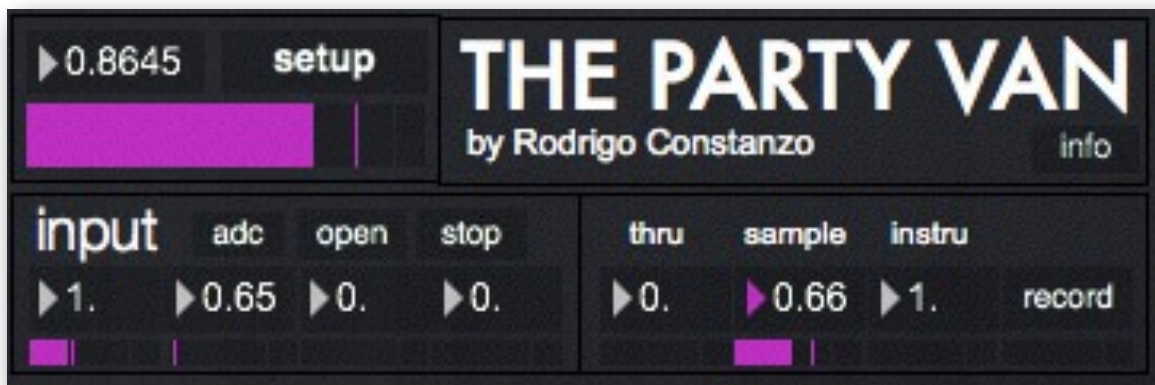 0.8645 setup
THE PARTY VAN
by Rodrigo Constanzo
info
input adc open stop
1. 0.65 0. 0.
thru sample instru
0. 0.66 1. record